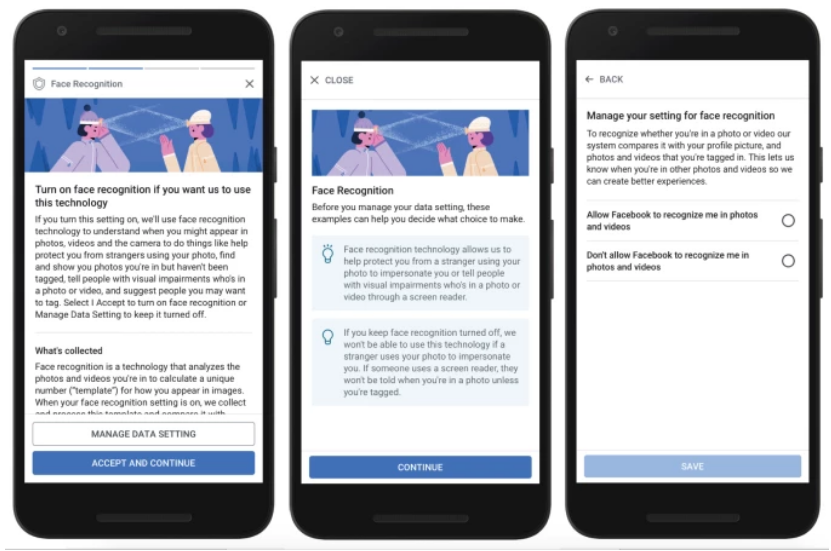 Face Recognition
Turn on face recognition if you want us to use
this technology
If you turn this setting on, we'll use face recognition
technology to understand when you might appear in
photos, videos and the camera to do things like help
protect you from strangers using your photo, find
and show you photos you're in but haven't been
tagged, tell people with visual impairments who's in
a photo or video, and suggest people you may want
to tag. Select I Accept to turn on face recognition or
Manage Data Setting to keep it turned off.
What's collected
Face recognition is a technology that analyzes the
photos and videos you're in to calculate a unique
number ("template") for how you appear in images.
When your face recognition setting is on, we collect
and process this template and compare it with
MANAGE DATA SETTING
ACCEPT AND CONTINUE
CLOSE
Face Recognition
Before you manage your data setting, these
examples can help you decide what choice to make.
Face recognition technology allows us to
help protect you from a stranger using your
photo to impersonate you or tell people
with visual impairments who's in a photo or
video through a screen reader.
If you keep face recognition turned off, we
won't be able to use this technology if a
stranger uses your photo to impersonate
you. If someone uses a screen reader, they
won't be told when you're in a photo unless
you're tagged.
CONTINUE
BACK
Manage your setting for face recognition
To recognize whether you're in a photo or video our
system compares it with your profile picture, and
photos and videos that you're tagged in. This lets us
know when you're in other photos and videos so we
can create better experiences.
Allow Facebook to recognize me in photos
and videos
Don't allow Facebook to recognize me in
photos and videos
SAVE